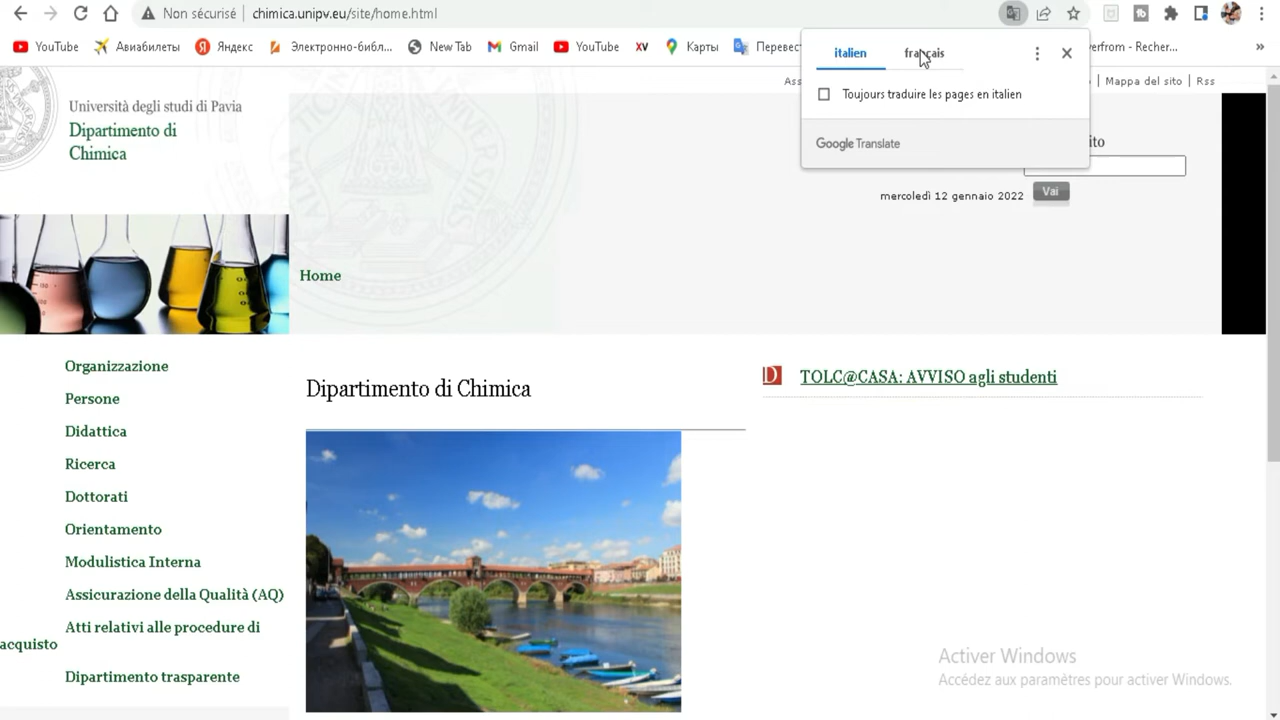 Non sécurisé
chimica.unipv.eu/site/home.html
YouTube
Авиабилеты
Яндекс
Электронно-библ...
New Tab
Gmail
YouTube
XV
Карты
Перевес
erfrom - Recher...
»
italien
français
Toujours traduire les pages en italien
Google Translate
Ass
Mappa del sito
Rss
ito
mercoledì 12 gennaio 2022
Vai
Università degli studi di Pavia
Dipartimento di
Chimica
Home
Organizzazione
Persone
Didattica
Ricerca
Dottorati
Orientamento
Modulistica Interna
Assicurazione della Qualità (AQ)
Atti relativi alle procedure di
acquisto
Dipartimento trasparente
Dipartimento di Chimica
D
TOLC@CASA: AVVISO agli studenti
Activer Windows
Accédez aux paramètres pour activer Windows.